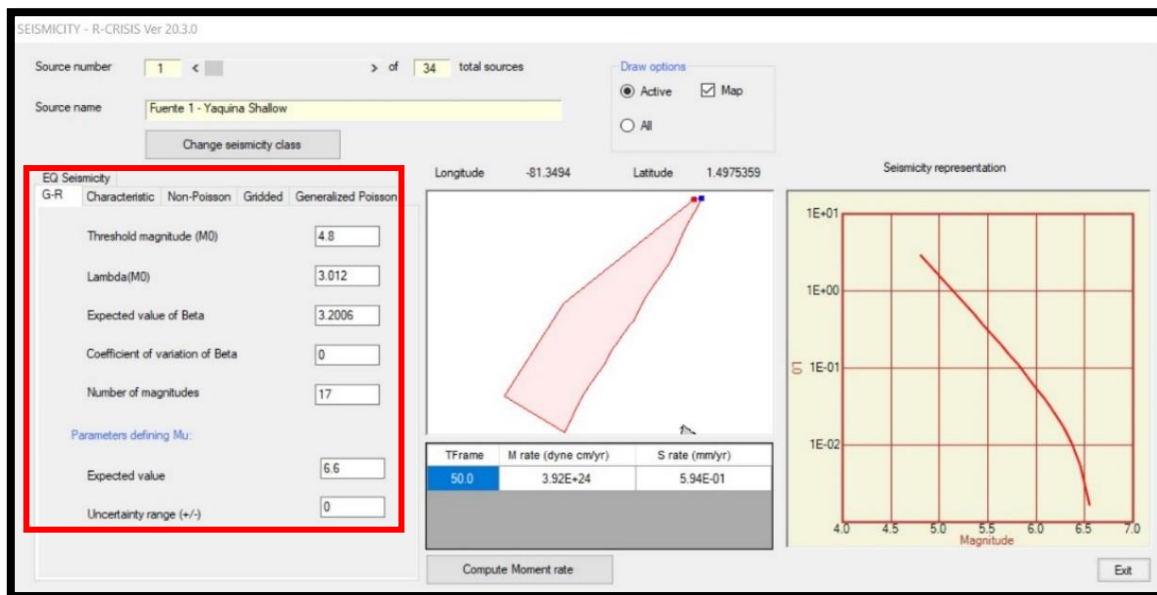 SEISMICITY - R-CRISIS Ver 20.3.0
Source number 1 < > of 34 total sources
Draw options
Active Map
All
Source name Fuente 1 - Yaquina Shallow
Change seismicity class
EQ Seismicity
G-R Characteristic Non-Poisson Gridded Generalized Poisson
Threshold magnitude (M0) 4.8
Lambda(M0) 3.012
Expected value of Beta 3.2006
Coefficient of variation of Beta 0
Number of magnitudes 17
Parameters defining Mu:
Expected value 6.6
Uncertainty range (+/-) 0
Longitude -81.3494 Latitude 1.4975359
TFrame M rate (dyne cm/yr) S rate (mm/yr)
50.0 3.92E+24 5.94E-01
Compute Moment rate
Seismicity representation
1E+01
1E+00
1E-01
1E-02
L0
4.0 4.5 5.0 5.5 6.0 6.5 7.0
Magnitude
Exit